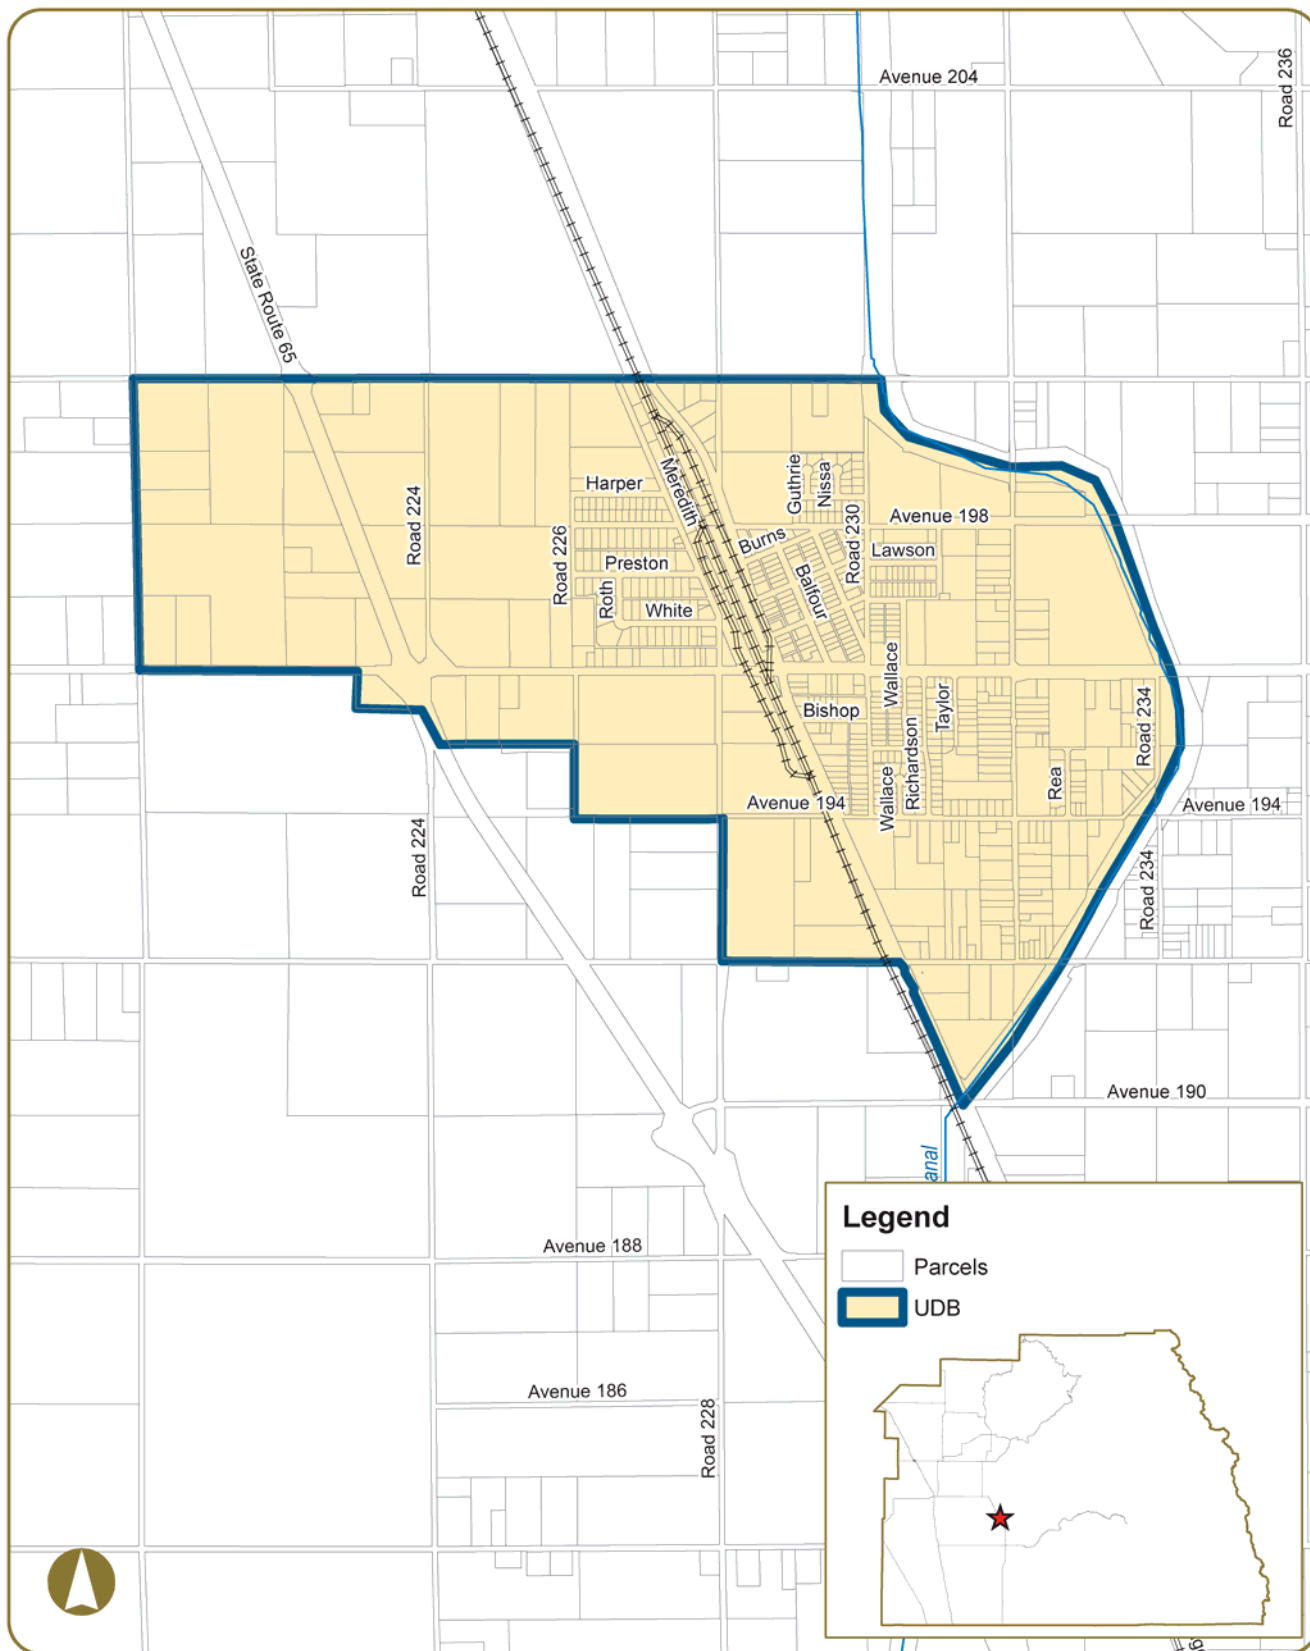 Avenue 204
Road 236
State Route 65
Harper
Meredith
Guthrie
Nissa
Road 224
Road 226
Burns
Road 230
Avenue 198
Preston
Lawson
Roth
White
Balfour
Wallace
Bishop
Taylor
Road 234
Richardson
Wallace
Rea
Avenue 194
Avenue 194
Road 224
Road 234
Avenue 190
anal
Avenue 188
Avenue 186
Road 228
Legend
Parcels
UDB